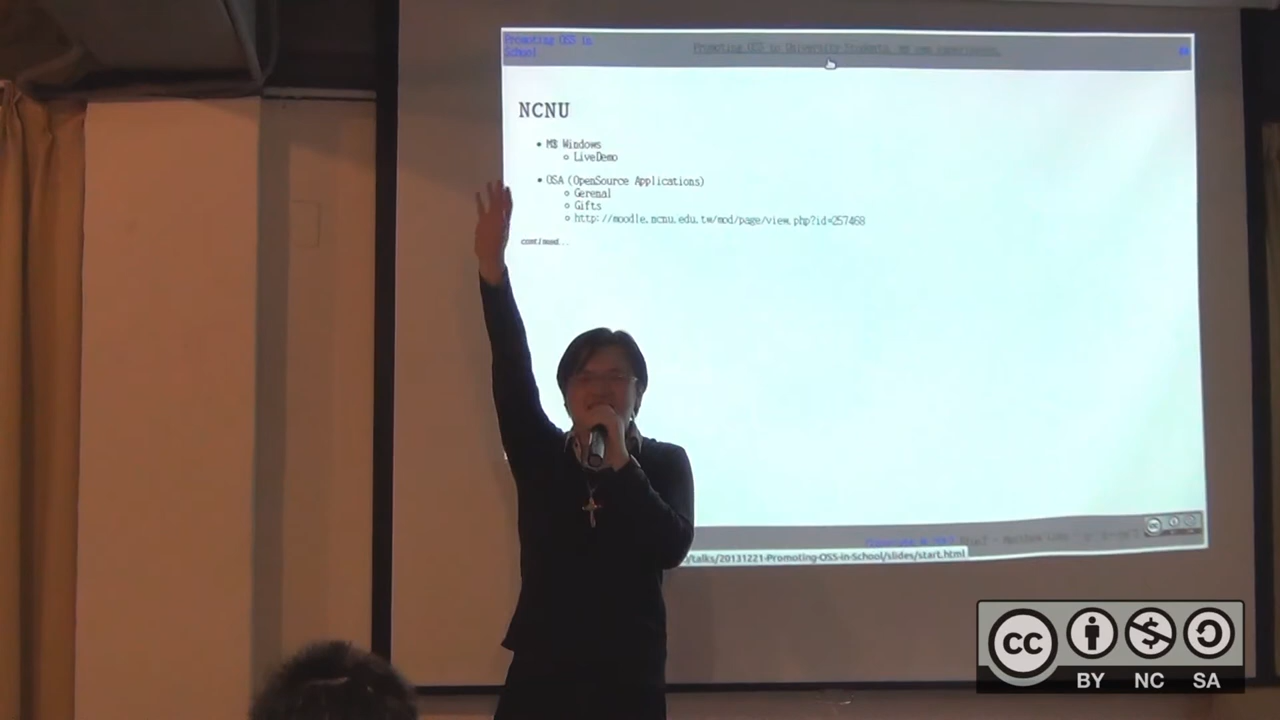 Promoting OSS in
School
Promoting OSS to University Students, my own experiences.
NCNU
• M$ Windows
○ LiveDemo
• OSA (OpenSource Applications)
○ Gerenal
○ Gifts
○ http://moodle.ncnu.edu.tw/mod/page/view.php?id=257468
continued...
/talks/20131221-Promoting-OSS-in-School/slides/start.html
cc
BY NC SA